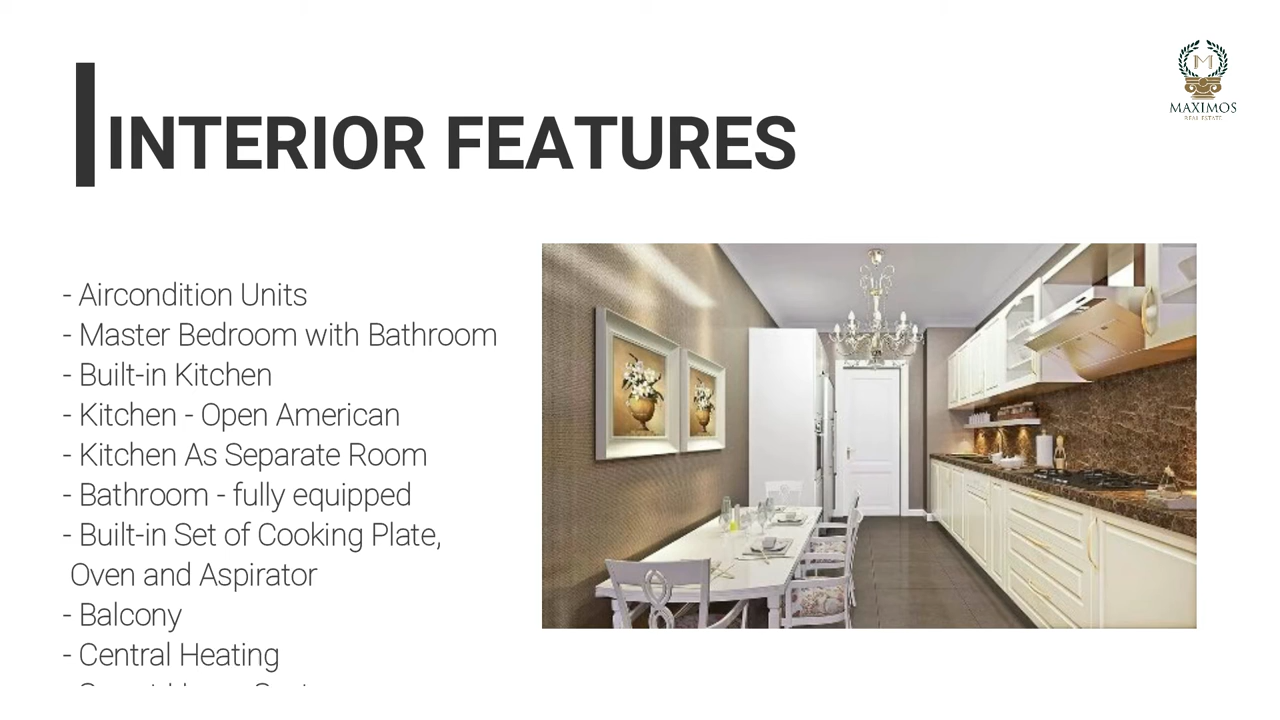 MAXIMOS
REAL ESTATE
INTERIOR FEATURES
- Aircondition Units
- Master Bedroom with Bathroom
- Built-in Kitchen
- Kitchen - Open American
- Kitchen As Separate Room
- Bathroom - fully equipped
- Built-in Set of Cooking Plate,
Oven and Aspirator
- Balcony
- Central Heating